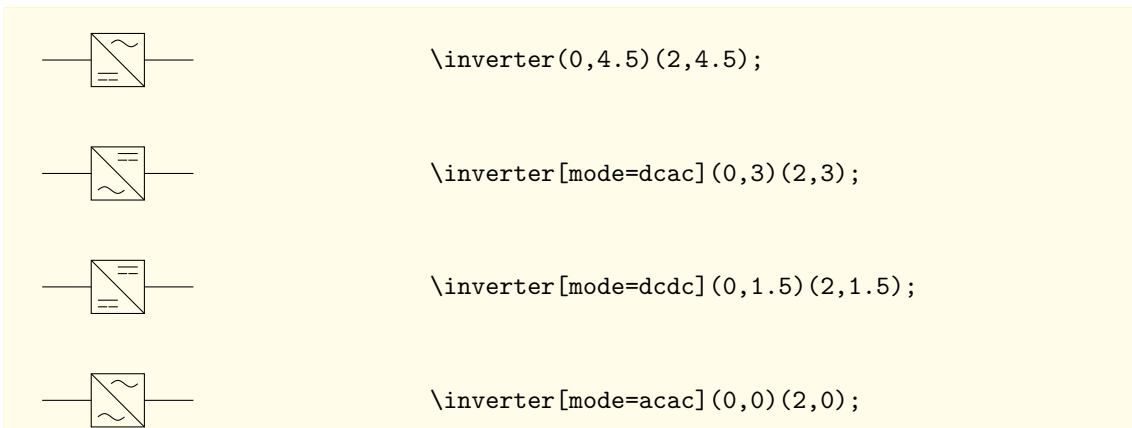 \inverter(0,4.5)(2,4.5);
\inverter[mode=dcac](0,3)(2,3);
\inverter[mode=dcdc](0,1.5)(2,1.5);
\inverter[mode=acac](0,0)(2,0);